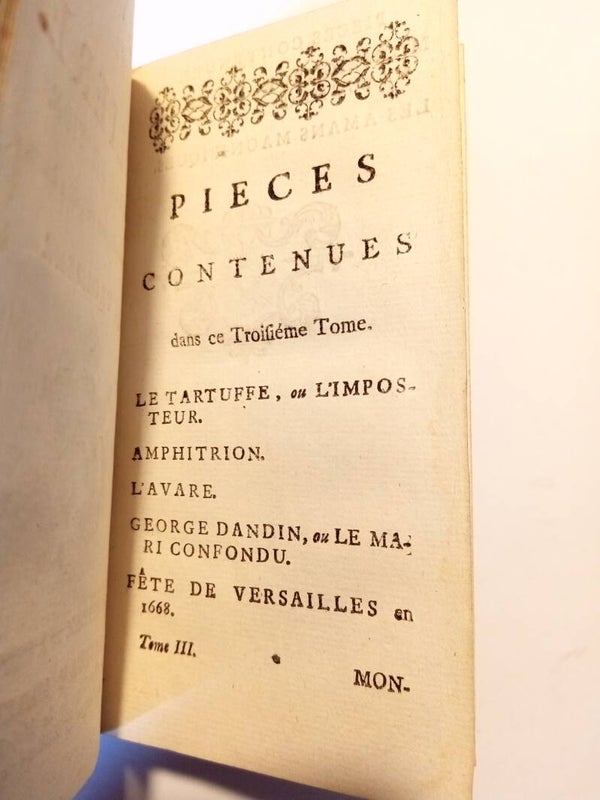 PIECES
CONTENUES
dans ce Troisiéme Tome.
LE TARTUFFE, ou L'IMPOS-
TEUR.
AMPHITRION.
L'AVARE.
GEORGE DANDIN, ou LE MA-
RI CONFONDU.
FÊTE DE VERSAILLES en
1668.
Tome III.
MON-